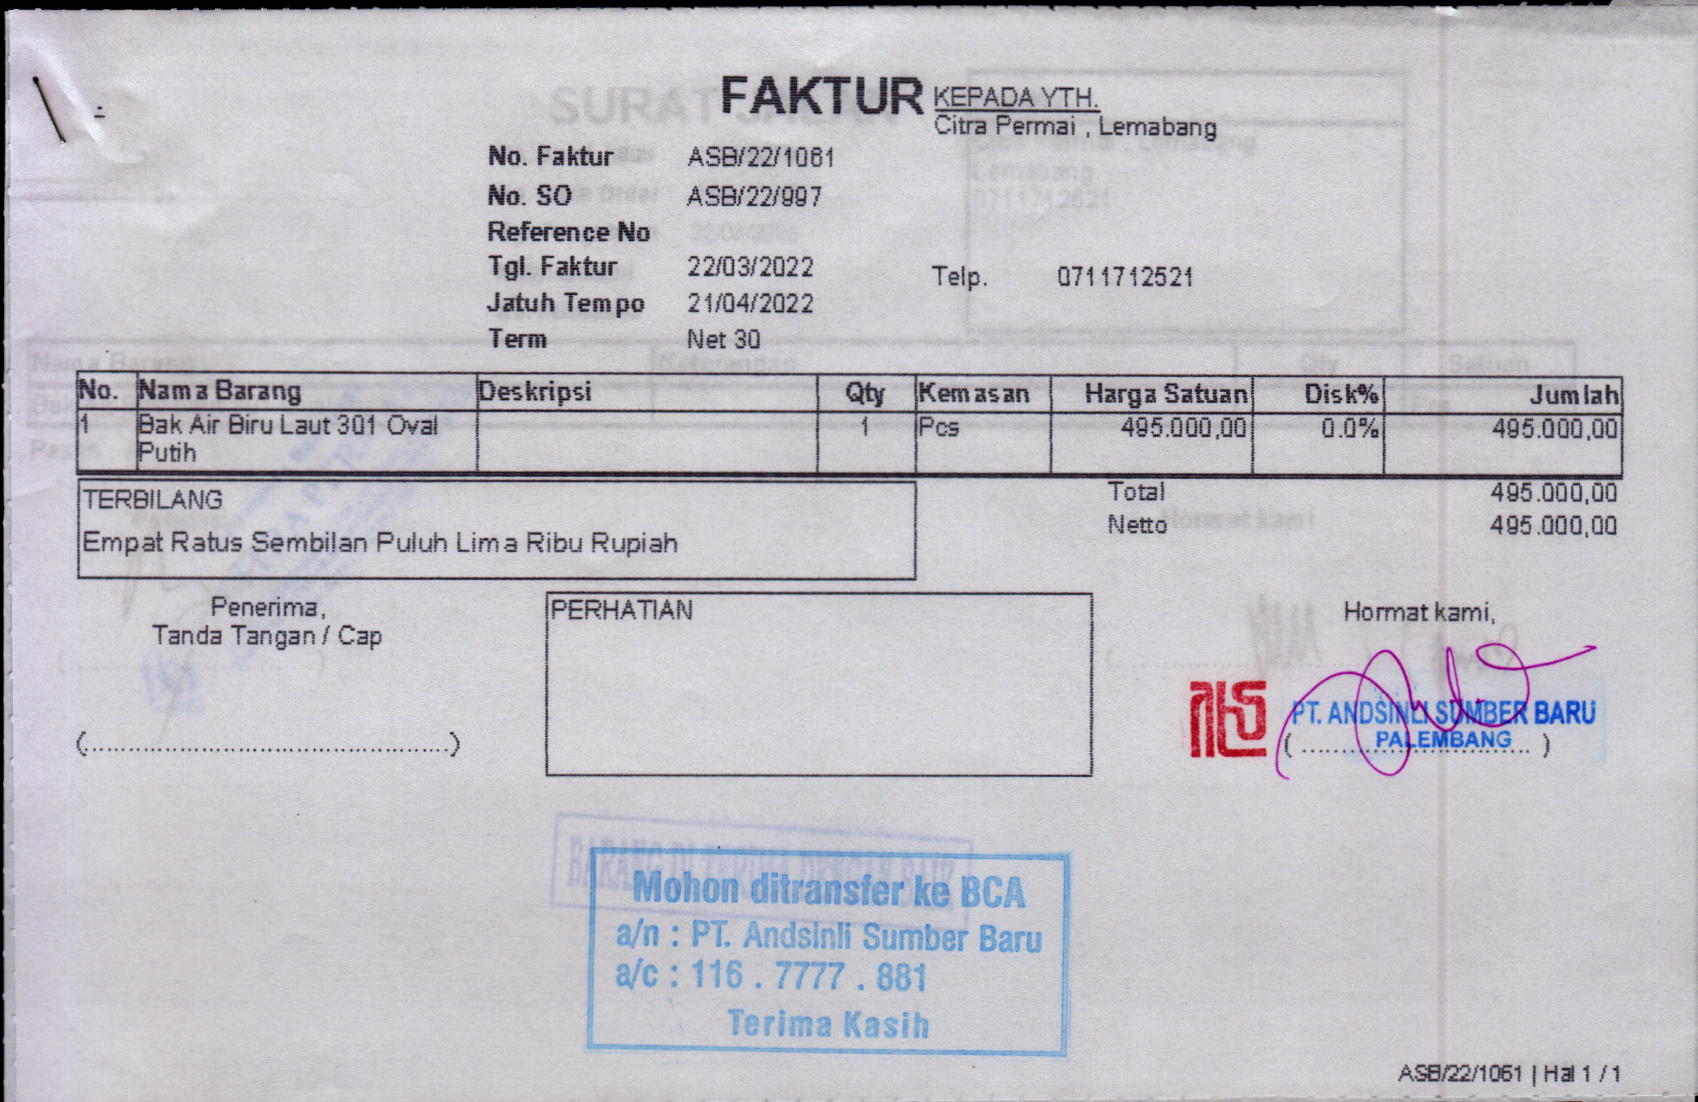 FAKTUR
KEPADA YTH.
Citra Permai , Lemabang
No. Faktur ASB/22/1061
No. SO ASB/22/997
Reference No
Tgl. Faktur 22/03/2022
Telp. 0711712521
Jatuh Tempo 21/04/2022
Term Net 30
No. Nama Barang Deskripsi Qty Kemasan Harga Satuan Disk% Jumlah
1 Bak Air Biru Laut 301 Oval 1 Pcs 495.000,00 0.0% 495.000,00
Putih
TERBILANG
Empat Ratus Sembilan Puluh Lima Ribu Rupiah
Total 495.000,00
Netto 495.000,00
Penerima,
Tanda Tangan / Cap
(...............................................)
PERHATIAN
Hormat kami,
PT. ANDSINLI SUMBER BARU
PALEMBANG
(...............................)
BARANG DI TERIMA DENGAN BAIK
Mohon ditransfer ke BCA
a/n : PT. Andsinli Sumber Baru
a/c : 116 . 7777 . 881
Terima Kasih
ASB/22/1061 | Hal 1 / 1